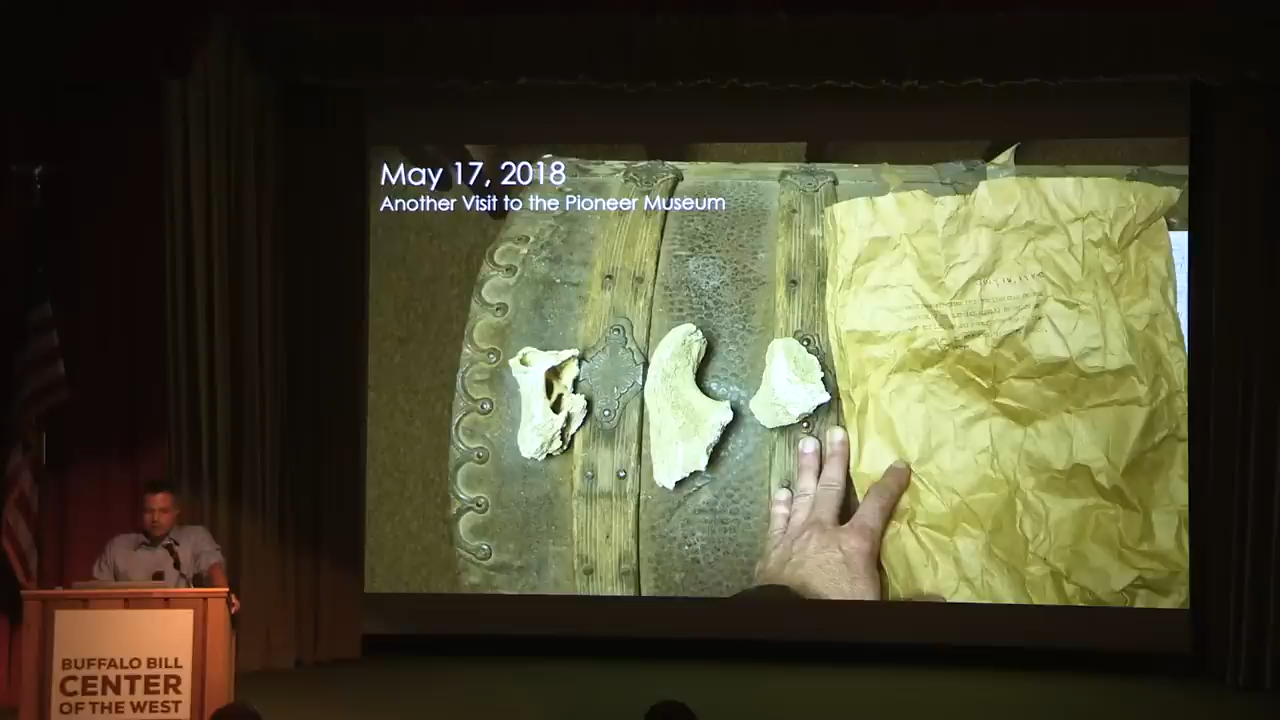 May 17, 2018
Another Visit to the Pioneer Museum
BUFFALO BILL
CENTER
OF THE WEST